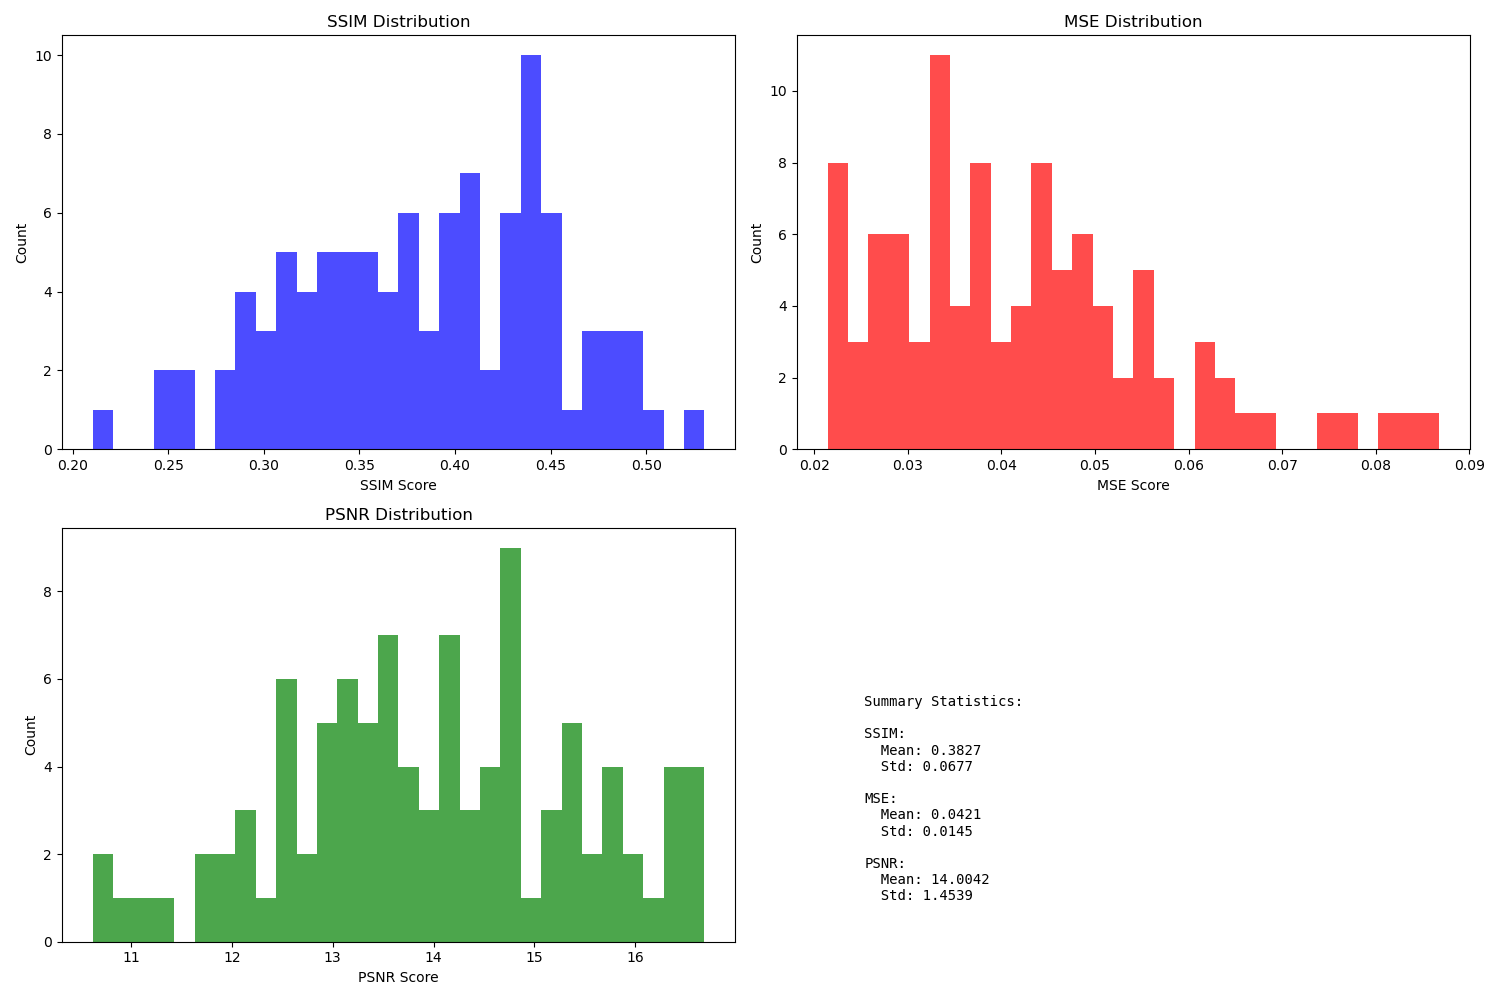 SSIM Distribution
10
8
6
4
2
0
Count
0.20 0.25 0.30 0.35 0.40 0.45 0.50
SSIM Score
MSE Distribution
10
8
6
4
2
0
Count
0.02 0.03 0.04 0.05 0.06 0.07 0.08 0.09
MSE Score
PSNR Distribution
8
6
4
2
0
Count
11 12 13 14 15 16
PSNR Score
Summary Statistics:
SSIM:
Mean: 0.3827
Std: 0.0677
MSE:
Mean: 0.0421
Std: 0.0145
PSNR:
Mean: 14.0042
Std: 1.4539